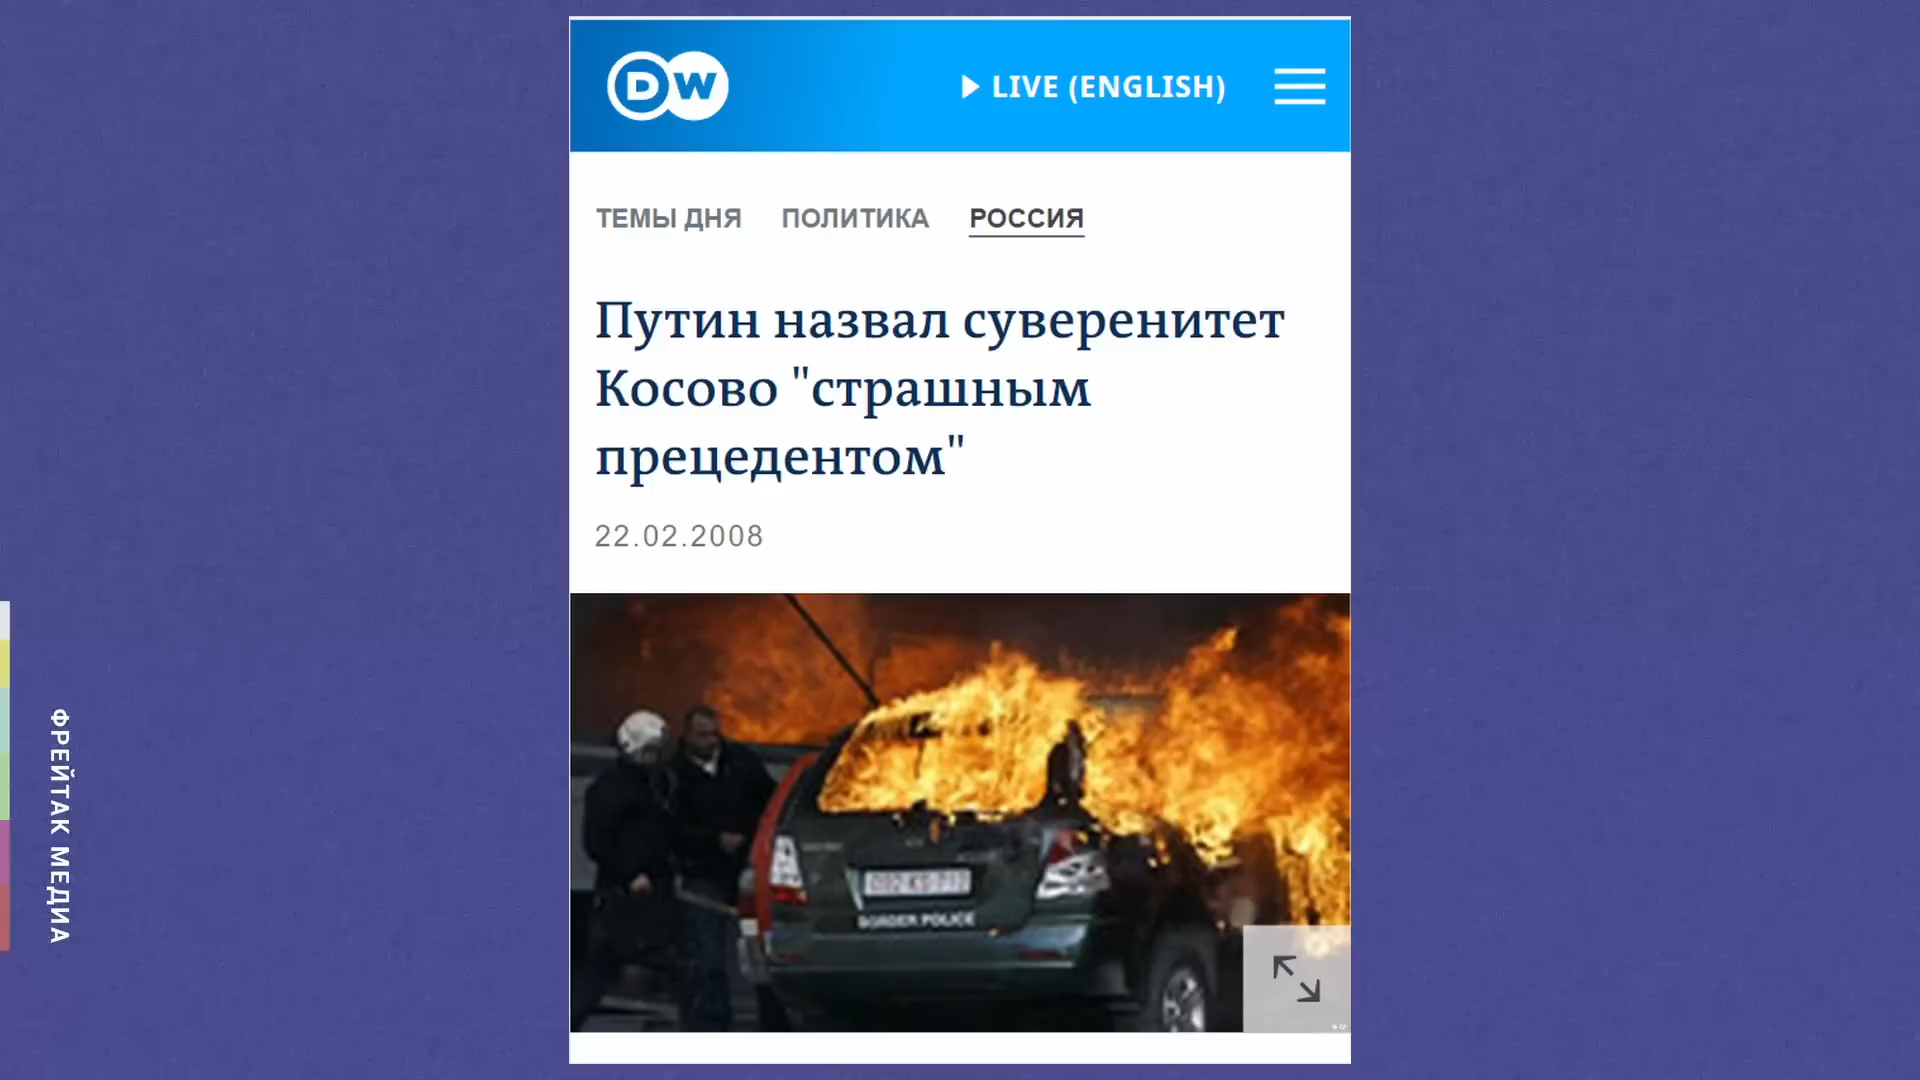 DW
LIVE (ENGLISH)
ТЕМЫ ДНЯ ПОЛИТИКА РОССИЯ
Путин назвал суверенитет
Косово "страшным
прецедентом"
22.02.2008
BORDER POLICE
ФРЕЙТАК МЕДИА